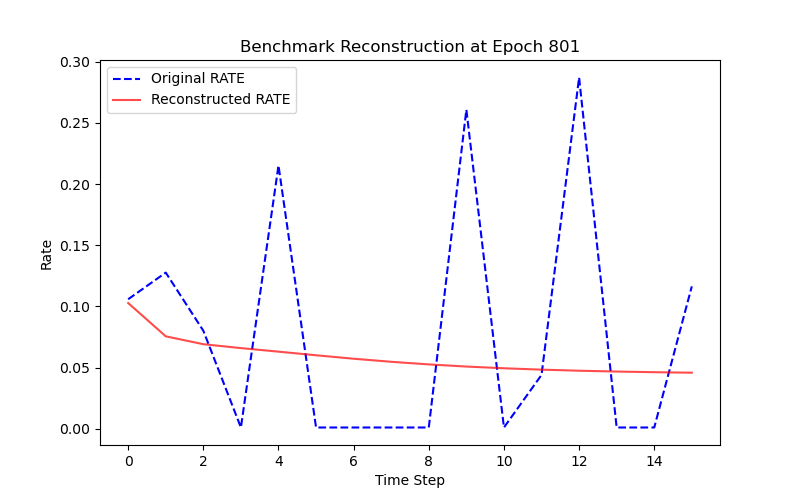 Benchmark Reconstruction at Epoch 801
Original RATE
Reconstructed RATE
0.30
0.25
0.20
0.15
0.10
0.05
0.00
Rate
0 2 4 6 8 10 12 14
Time Step